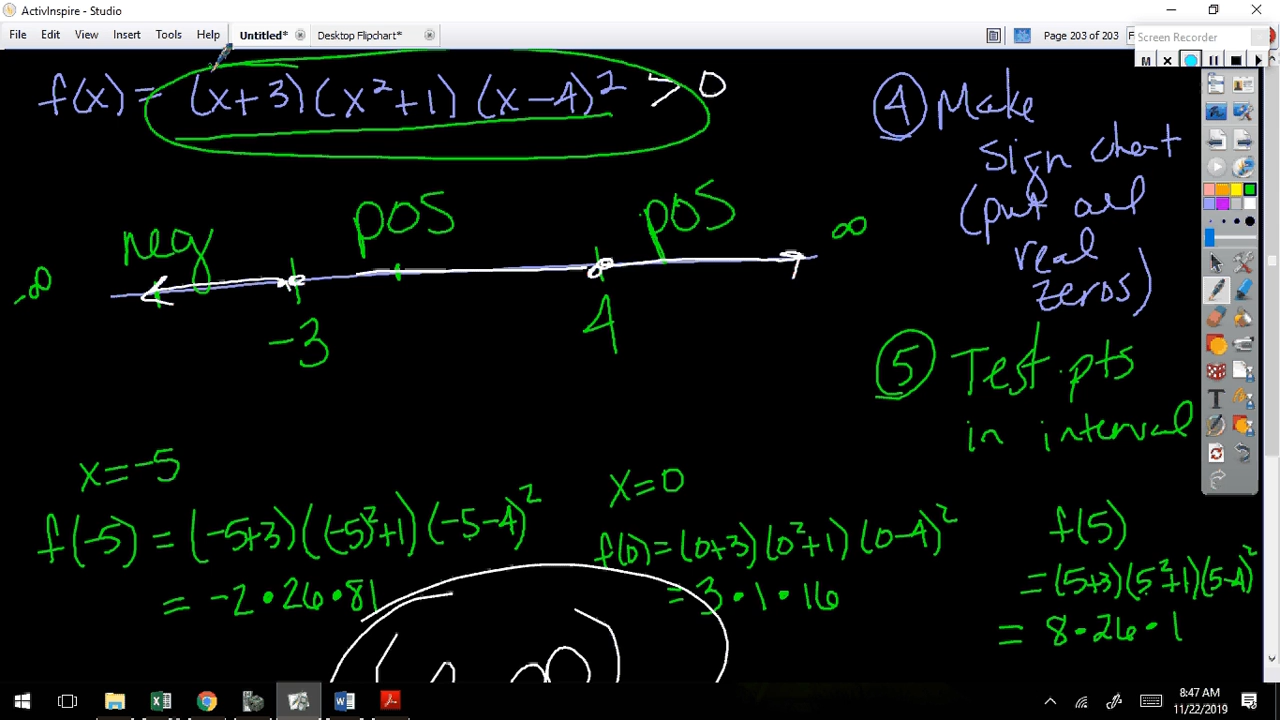 ActivInspire - Studio
File Edit View Insert Tools Help Untitled* Desktop Flipchart* Page 203 of 203 F
Screen Recorder
f(x) = (x+3)(x²+1)(x-4)² >0
④ Make
sign chart
(put all
real
zeros)
neg pos pos
-∞ ∞
-3 4
⑤ Test pts
in interval
x=-5
f(-5) = (-5+3)((-5)²+1)(-5-4)²
= -2•26•81
x=0
f(0)=(0+3)(0²+1)(0-4)²
= 3•1•16
f(5)
=(5+3)(5²+1)(5-4)²
= 8•26•1
8:47 AM
11/22/2019